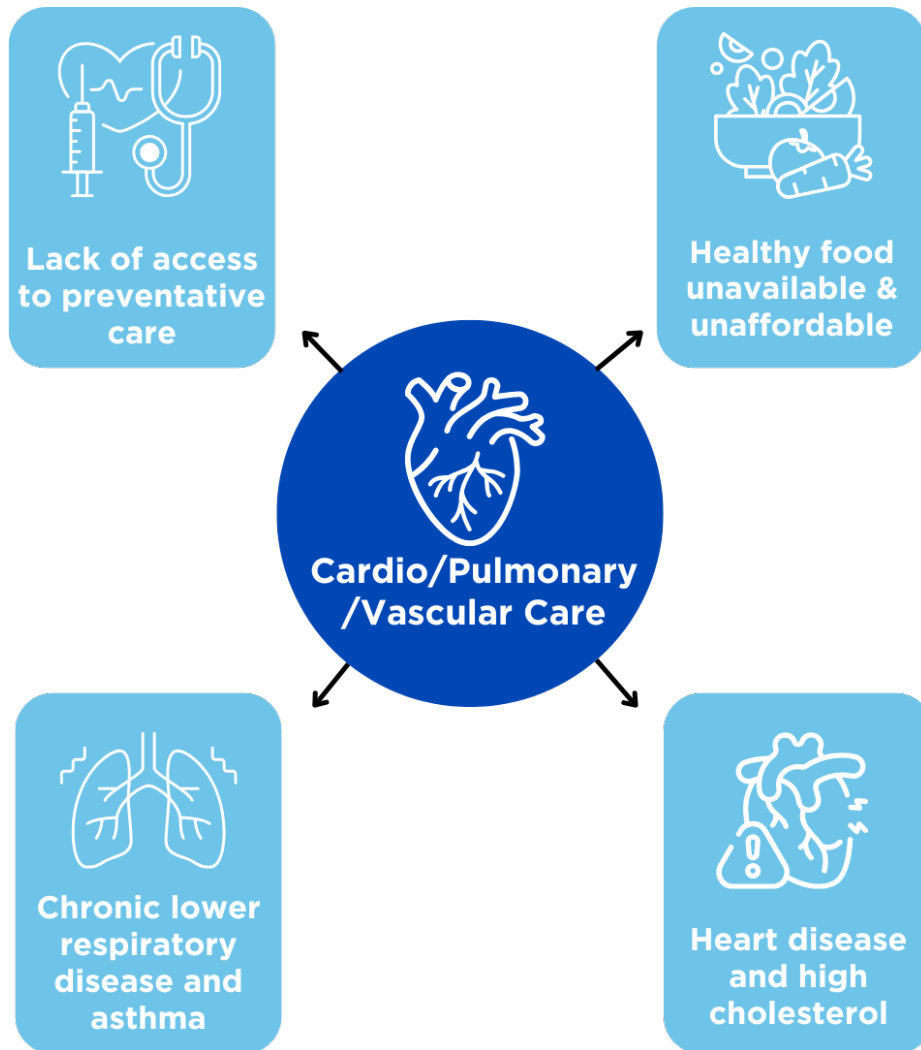 Lack of access
to preventative
care
Healthy food
unavailable &
unaffordable
Cardio/Pulmonary
/Vascular Care
Chronic lower
respiratory
disease and
asthma
Heart disease
and high
cholesterol